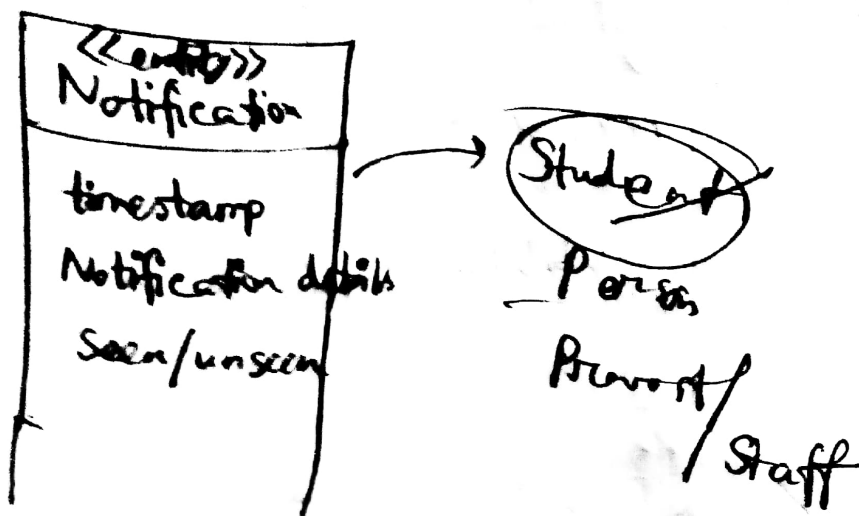 <<entity>>
Notification
timestamp
Notification details
Seen/unseen
Student
Person
Provost/
Staff